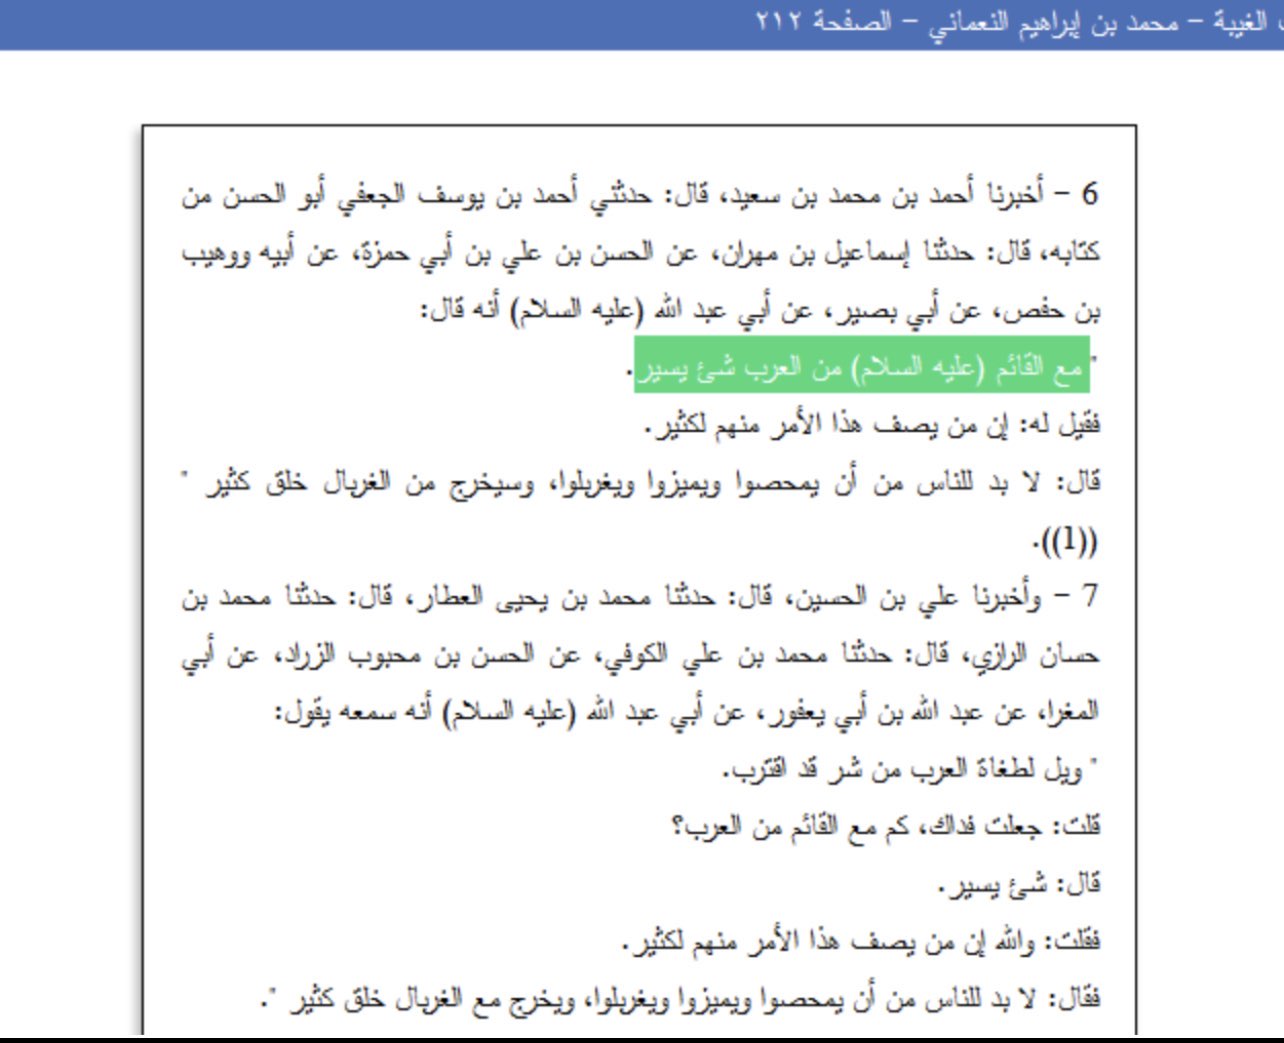 الغيبة - محمد بن إبراهيم النعماني - الصفحة ٢١٢
6 - أخبرنا أحمد بن محمد بن سعيد، قال: حدثني أحمد بن يوسف الجعفي أبو الحسن من
كتابه، قال: حدثنا إسماعيل بن مهران، عن الحسن بن علي بن أبي حمزة، عن أبيه ووهيب
بن حفص، عن أبي بصير، عن أبي عبد الله (عليه السلام) أنه قال:
" مع القائم (عليه السلام) من العرب شئ يسير.
فقيل له: إن من يصف هذا الأمر منهم لكثير.
قال: لا بد للناس من أن يمحصوا ويميزوا ويغربلوا، وسيخرج من الغربال خلق كثير "
((1)).
7 - وأخبرنا علي بن الحسين، قال: حدثنا محمد بن يحيى العطار، قال: حدثنا محمد بن
حسان الرازي، قال: حدثنا محمد بن علي الكوفي، عن الحسن بن محبوب الزراد، عن أبي
المغرا، عن عبد الله بن أبي يعفور، عن أبي عبد الله (عليه السلام) أنه سمعه يقول:
" ويل لطغاة العرب من شر قد اقترب.
قلت: جعلت فداك، كم مع القائم من العرب؟
قال: شئ يسير.
فقلت: والله إن من يصف هذا الأمر منهم لكثير.
فقال: لا بد للناس من أن يمحصوا ويميزوا ويغربلوا، ويخرج مع الغربال خلق كثير ".